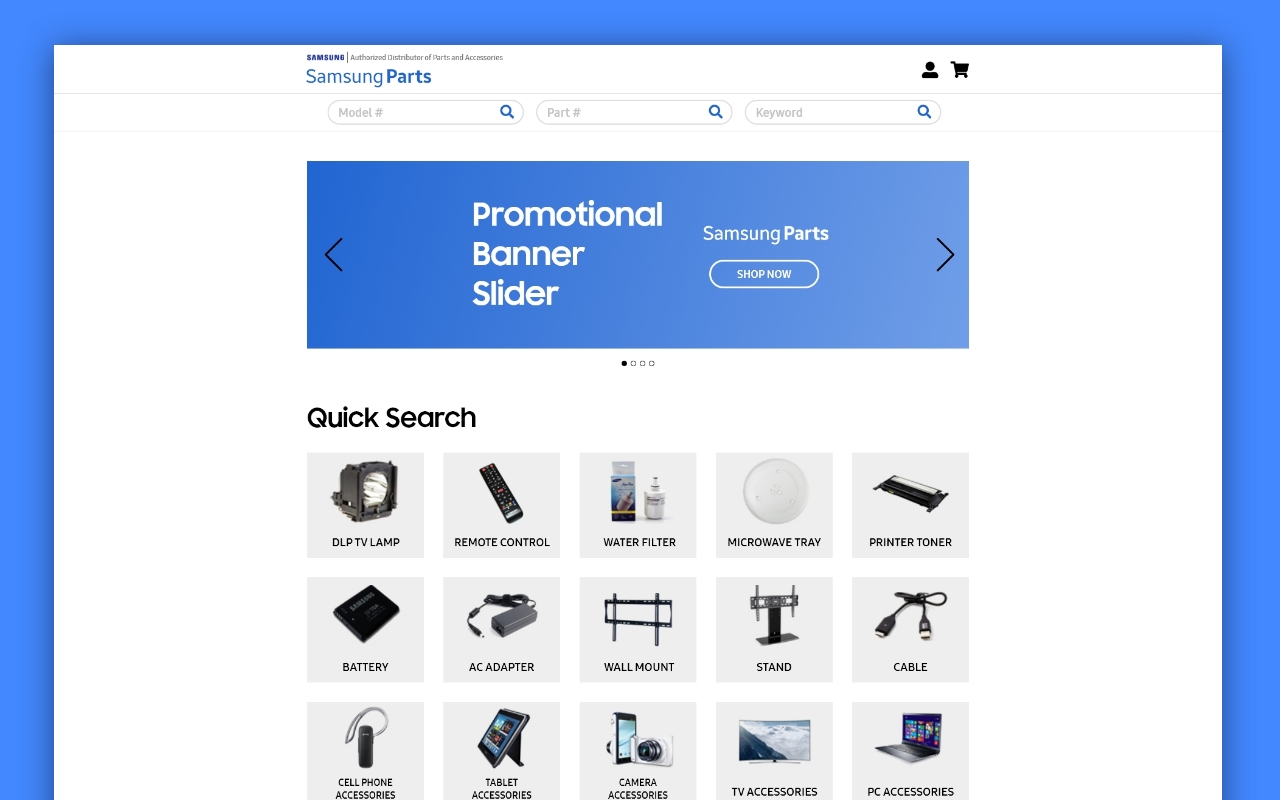 SAMSUNG | Authorized Distributor of Parts and Accessories
Samsung Parts
Model #
Part #
Keyword
Promotional
Banner
Slider
Samsung Parts
SHOP NOW
Quick Search
DLP TV LAMP
REMOTE CONTROL
WATER FILTER
MICROWAVE TRAY
PRINTER TONER
SAMSUNG
BATTERY
AC ADAPTER
WALL MOUNT
STAND
CABLE
CELL PHONE
ACCESSORIES
TABLET
ACCESSORIES
CAMERA
ACCESSORIES
TV ACCESSORIES
PC ACCESSORIES